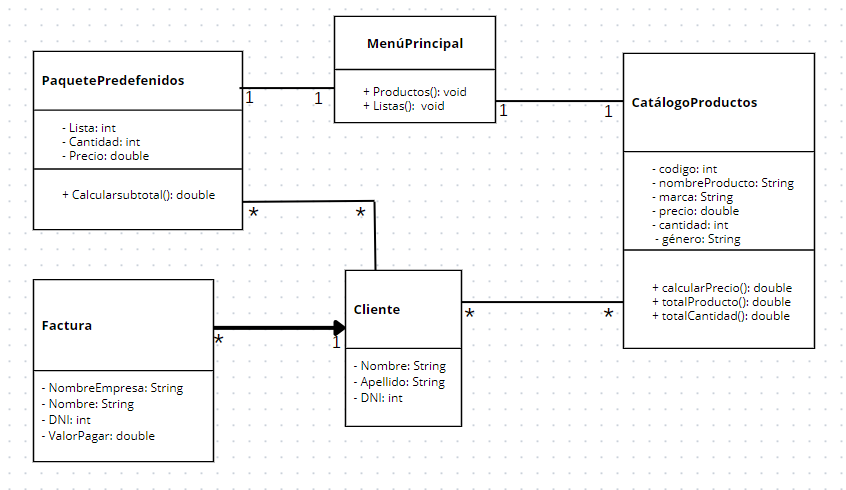 MenúPrincipal
+ Productos(): void
+ Listas(): void
PaquetePredefenidos
- Lista: int
- Cantidad: int
- Precio: double
+ Calcularsubtotal(): double
1
1
1
1
CatálogoProductos
- codigo: int
- nombreProducto: String
- marca: String
- precio: double
- cantidad: int
- género: String
+ calcularPrecio(): double
+ totalProducto(): double
+ totalCantidad(): double
*
*
Factura
- NombreEmpresa: String
- Nombre: String
- DNI: int
- ValorPagar: double
*
1
Cliente
- Nombre: String
- Apellido: String
- DNI: int
*
*